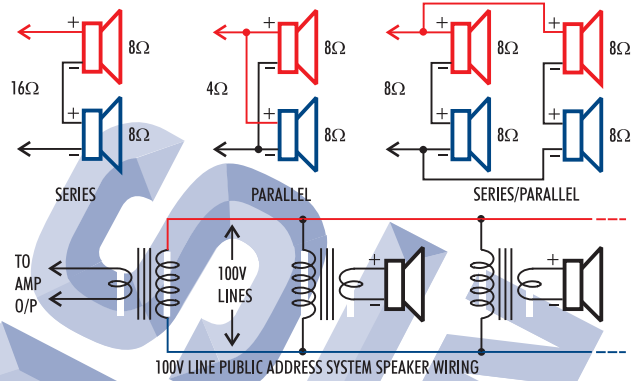 +
8Ω
−
16Ω
+
8Ω
−
SERIES
+
8Ω
−
4Ω
+
8Ω
−
PARALLEL
+
8Ω
−
8Ω
+
8Ω
−
+
8Ω
−
+
8Ω
−
SERIES/PARALLEL
TO
AMP
O/P
100V
LINES
+
−
+
−
100V LINE PUBLIC ADDRESS SYSTEM SPEAKER WIRING